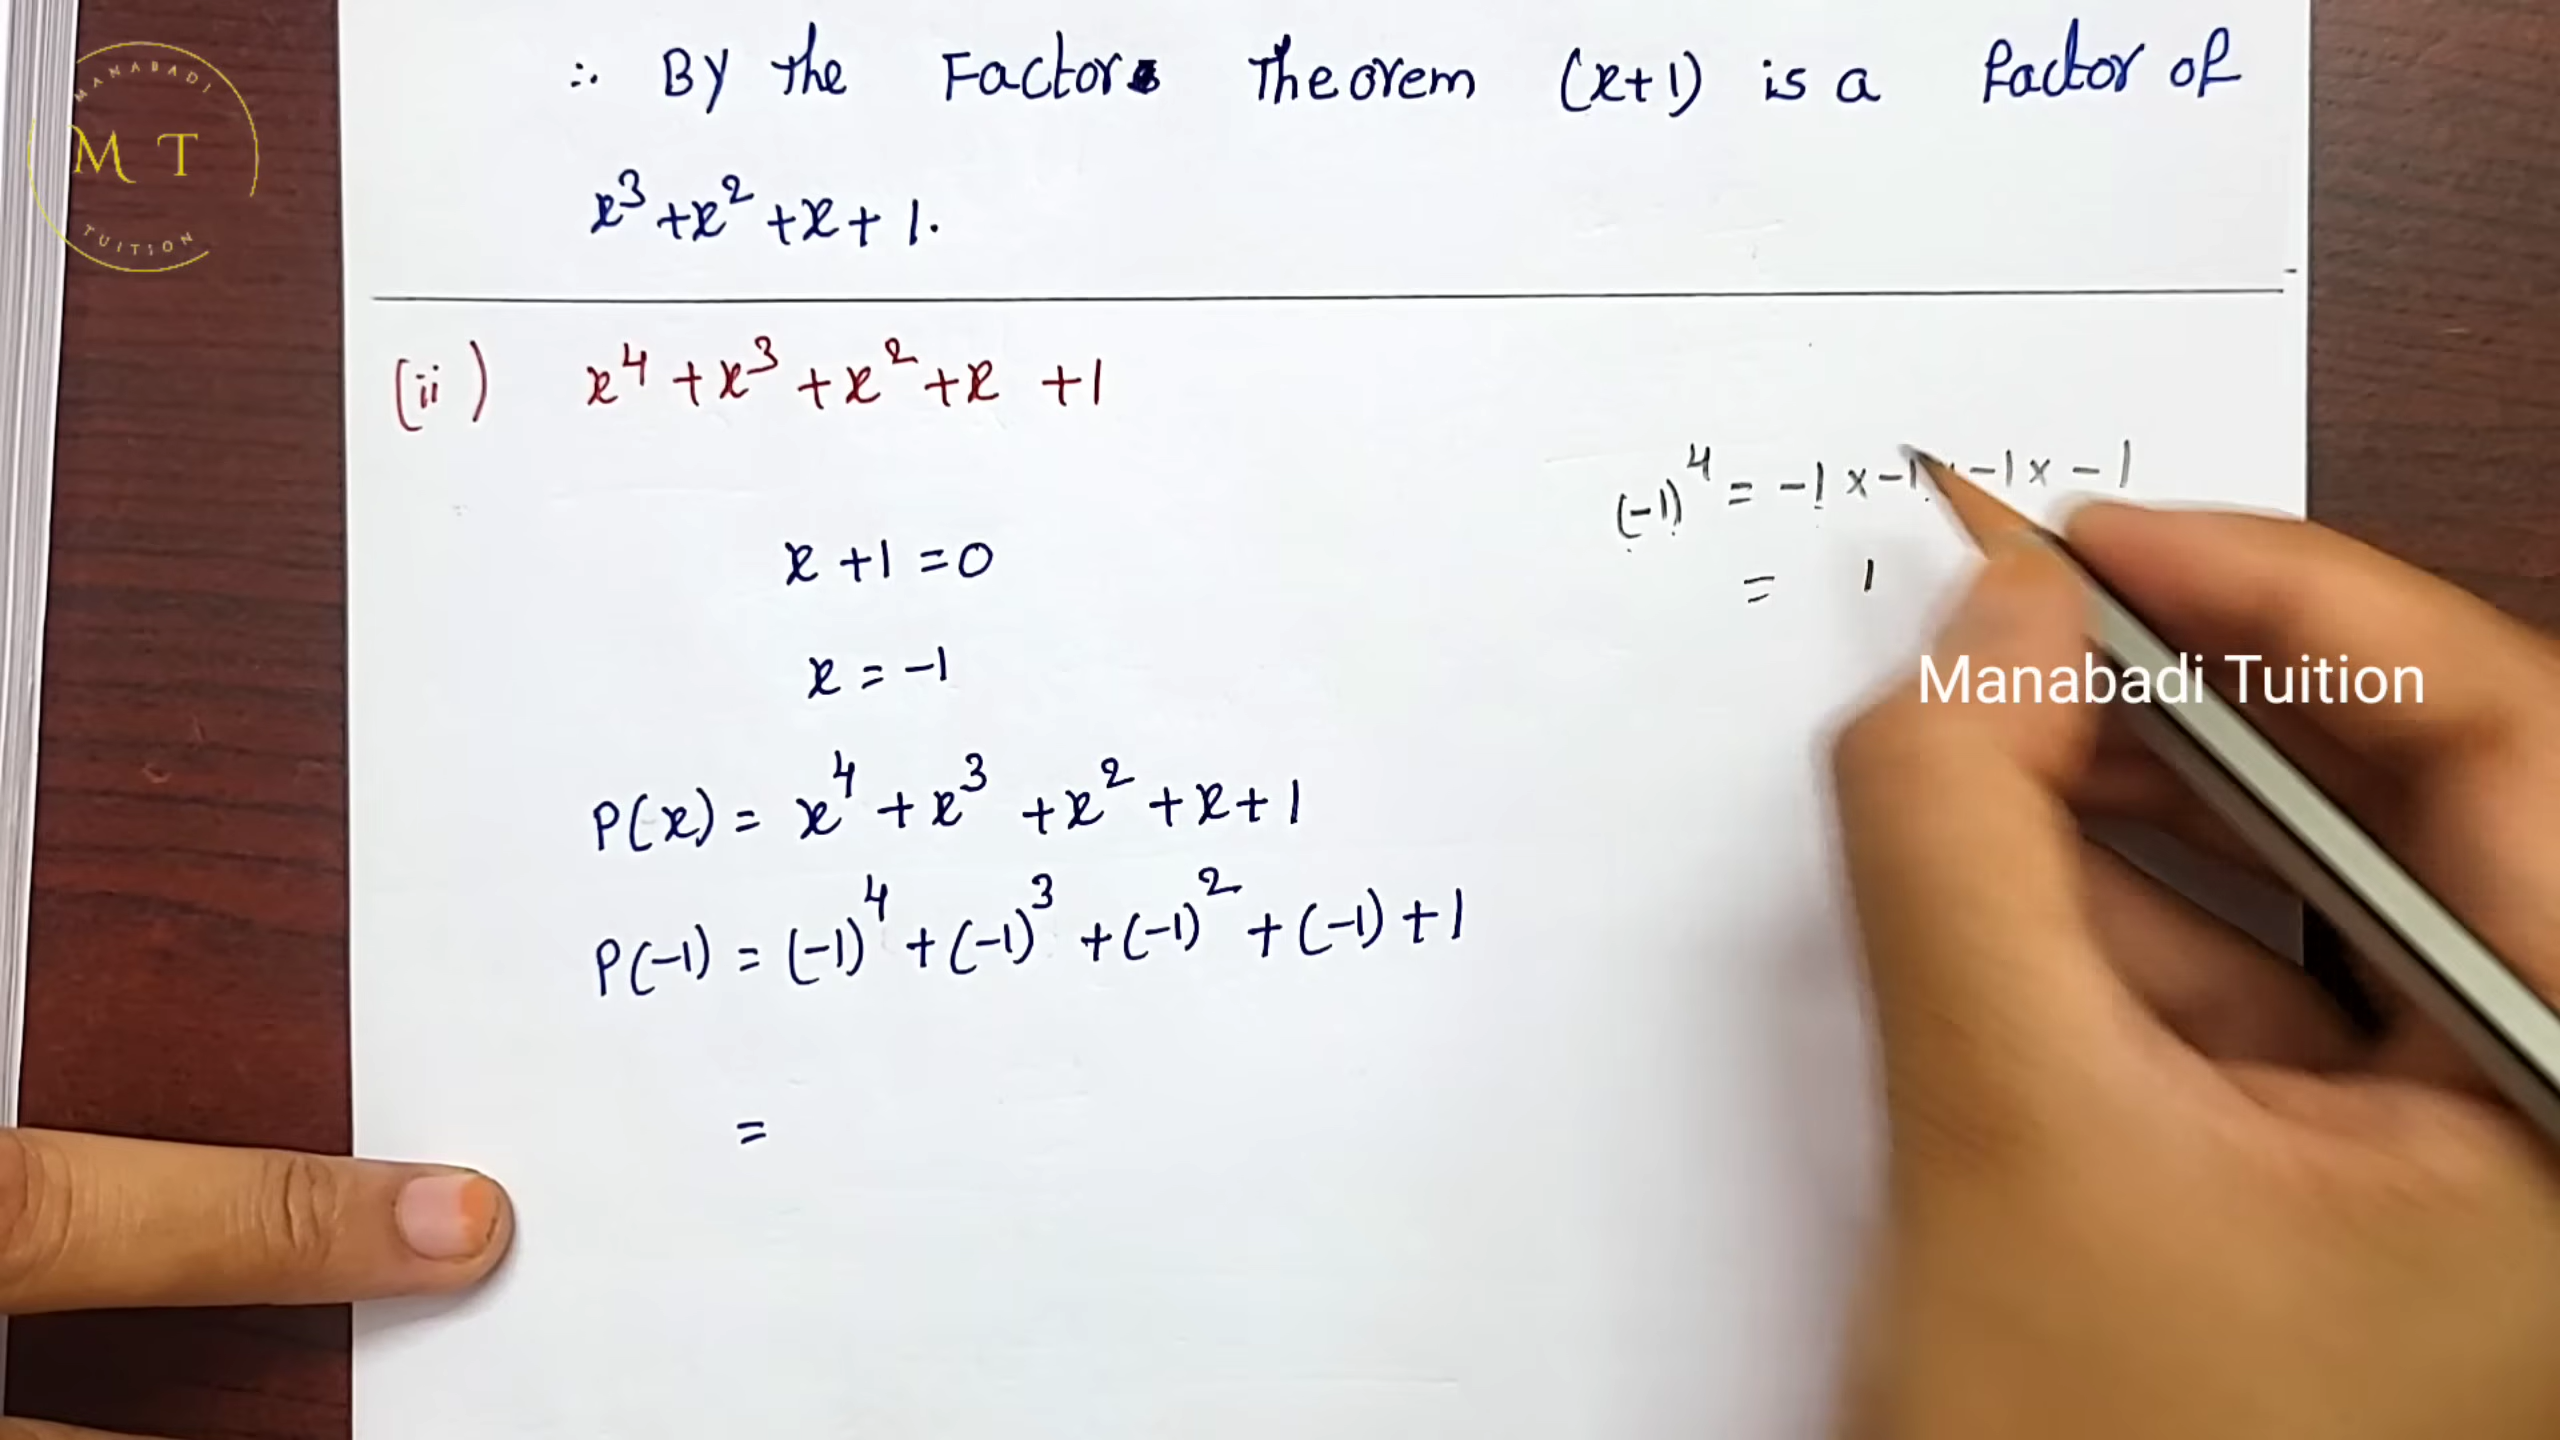 MANABADI
M T
TUITION
∴ By the Factor Theorem (x+1) is a factor of
x³+x²+x+1.
(ii) x⁴+x³+x²+x +1
x+1=0
x=-1
P(x)= x⁴+x³+x²+x+1
P(-1) = (-1)⁴+(-1)³+(-1)²+(-1)+1
=
(-1)⁴ = -1 x -1 x -1 x -1
= 1
Manabadi Tuition